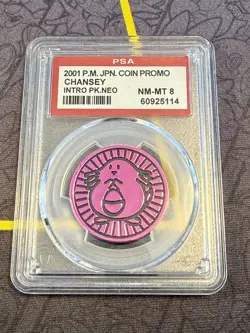 PSA
2001 P.M. JPN. COIN PROMO
CHANSEY
INTRO PK.NEO
NM-MT 8
60925114